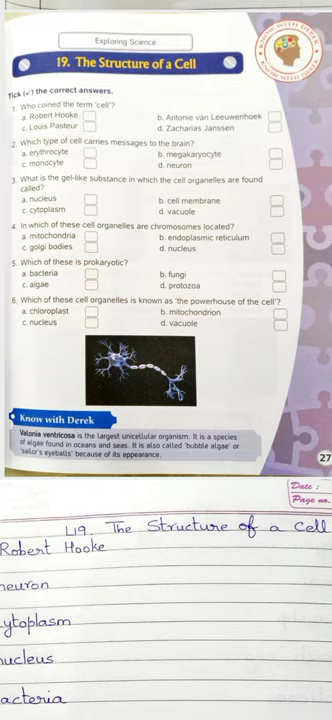 Exploring Science
19. The Structure of a Cell
KNOW WITH DEREK
KNOW WITH DEREK
Tick (✓) the correct answers.
1. Who coined the term 'cell'?
a. Robert Hooke b. Antonie van Leeuwenhoek
c. Louis Pasteur d. Zacharias Janssen
2. Which type of cell carries messages to the brain?
a. erythrocyte b. megakaryocyte
c. monocyte d. neuron
3. What is the gel-like substance in which the cell organelles are found
called?
a. nucleus b. cell membrane
c. cytoplasm d. vacuole
4. In which of these cell organelles are chromosomes located?
a. mitochondria b. endoplasmic reticulum
c. golgi bodies d. nucleus
5. Which of these is prokaryotic?
a. bacteria b. fungi
c. algae d. protozoa
6. Which of these cell organelles is known as 'the powerhouse of the cell'?
a. chloroplast b. mitochondrion
c. nucleus d. vacuole
Know with Derek
Valonia ventricosa is the largest unicellular organism. It is a species
of algae found in oceans and seas. It is also called 'bubble algae' or
'sailor's eyeballs' because of its appearance.
27
Date :
Page no.
L19. The Structure of a Cell
Robert Hooke
neuron
ytoplasm
nucleus
acteria